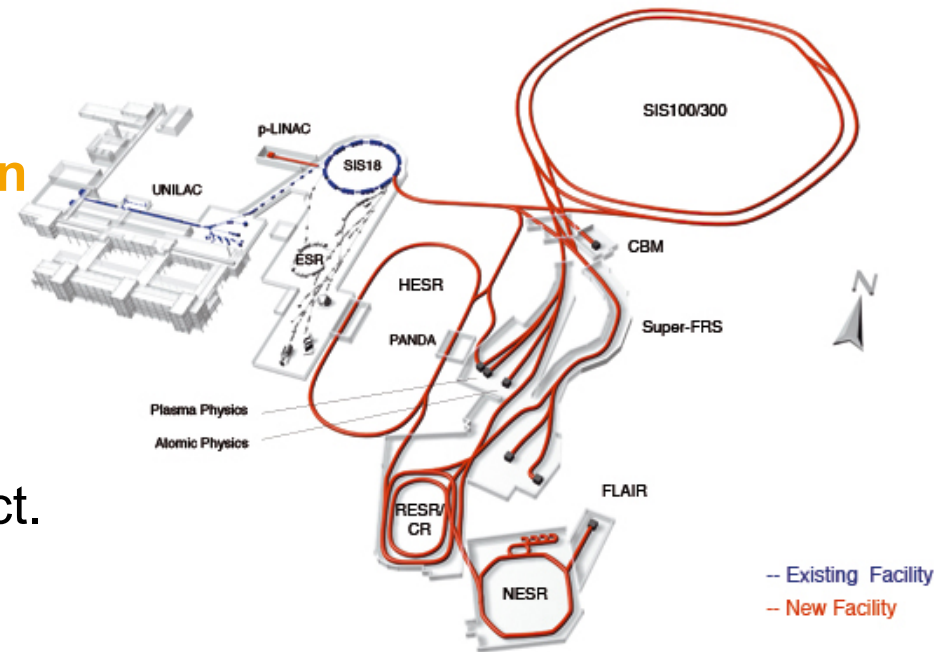 SIS100/300
p-LINAC
SIS18
n
UNILAC
CBM
ESR
HESR
N
Super-FRS
PANDA
Plasma Physics
Atomic Physics
ct.
FLAIR
RESR/
CR
NESR
-- Existing Facility
-- New Facility